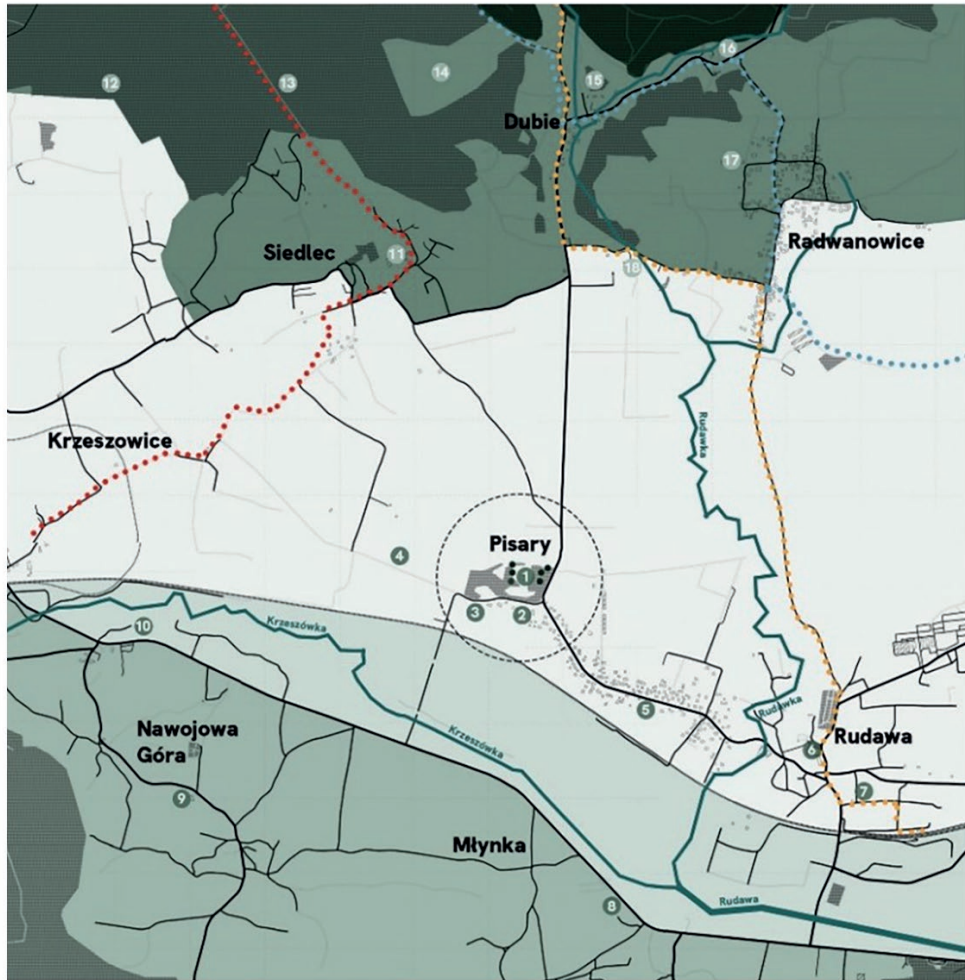 16
12
13
14
15
Dubie
17
Radwanowice
Siedlec
11
18
Rudawka
Krzeszowice
Pisary
4
1
3
2
10
Krzeszówka
5
Rudawka
Nawojowa
Góra
Krzeszówka
6
Rudawa
9
7
Młynka
8
Rudawa